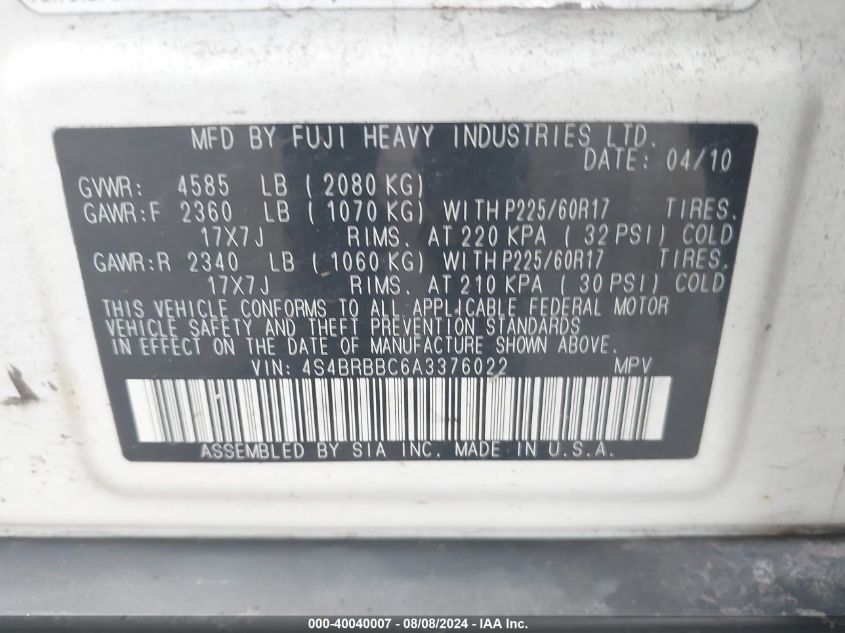 MFD BY FUJI HEAVY INDUSTRIES LTD.
DATE: 04/10
GVWR: 4585 LB ( 2080 KG)
GAWR:F 2360 LB ( 1070 KG) WITH P225/60R17 TIRES.
17X7J RIMS. AT 220 KPA ( 32 PSI) COLD
GAWR:R 2340 LB ( 1060 KG) WITH P225/60R17 TIRES.
17X7J RIMS. AT 210 KPA ( 30 PSI) COLD
THIS VEHICLE CONFORMS TO ALL APPLICABLE FEDERAL MOTOR
VEHICLE SAFETY AND THEFT PREVENTION STANDARDS
IN EFFECT ON THE DATE OF MANUFACTURE SHOWN ABOVE.
VIN: 4S4BRBBC6A3376022 MPV
ASSEMBLED BY SIA INC. MADE IN U.S.A.
000-40040007 - 08/08/2024 - IAA Inc.